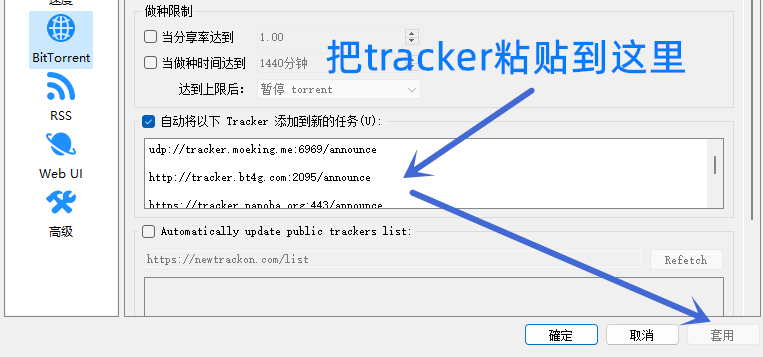 速度
BitTorrent
RSS
Web UI
高级
做种限制
当分享率达到 1.00
当做种时间达到 1440分钟
达到上限后: 暂停 torrent
把tracker粘贴到这里
自动将以下 Tracker 添加到新的任务(U):
udp://tracker.moeking.me:6969/announce
http://tracker.bt4g.com:2095/announce
https://tracker.nanoha.org:443/announce
Automatically update public trackers list:
https://newtrackon.com/list Refetch
確定 取消 套用